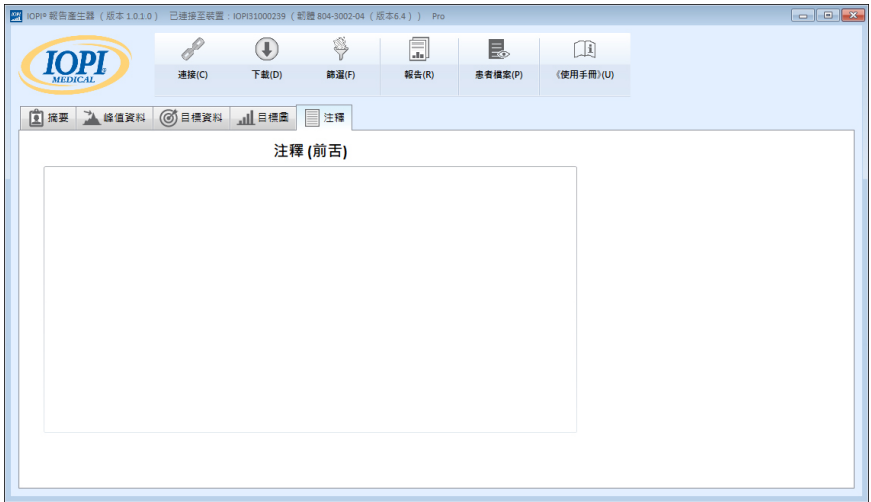 IOPI® 報告產生器 （版本 1.0.1.0） 已連接至裝置：IOPI31000239 （韌體 804-3002-04 （版本6.4）） Pro
IOPI
MEDICAL
連接(C) 下載(D) 篩選(F) 報告(R) 患者檔案(P) 《使用手冊》(U)
摘要 峰值資料 目標資料 目標圖 注釋
注釋 (前舌)